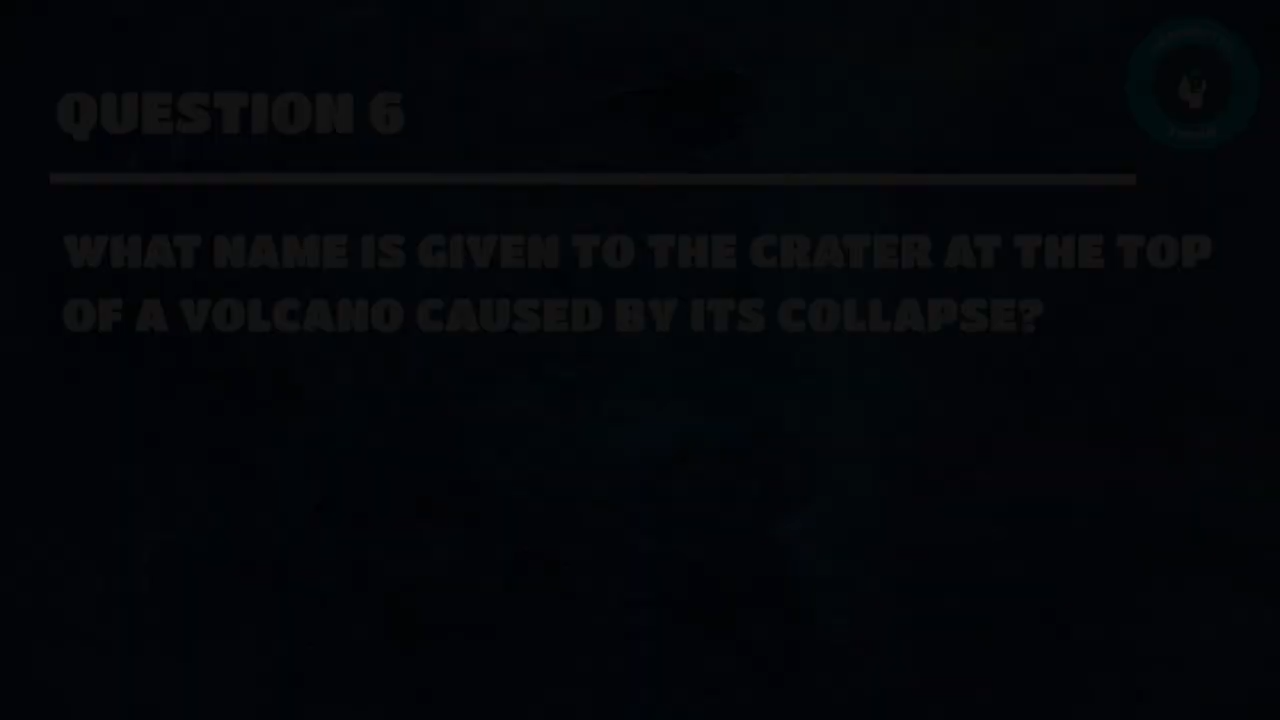 QUESTION 6
WHAT NAME IS GIVEN TO THE CRATER AT THE TOP
OF A VOLCANO CAUSED BY ITS COLLAPSE?